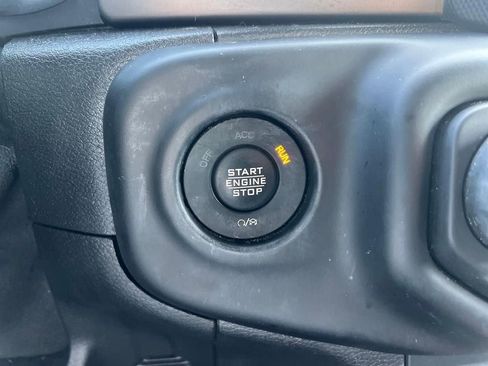 OFF ACC RUN
START
ENGINE
STOP